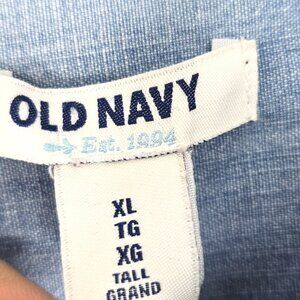 OLD NAVY
Est. 1994
XL
TG
XG
TALL
GRAND